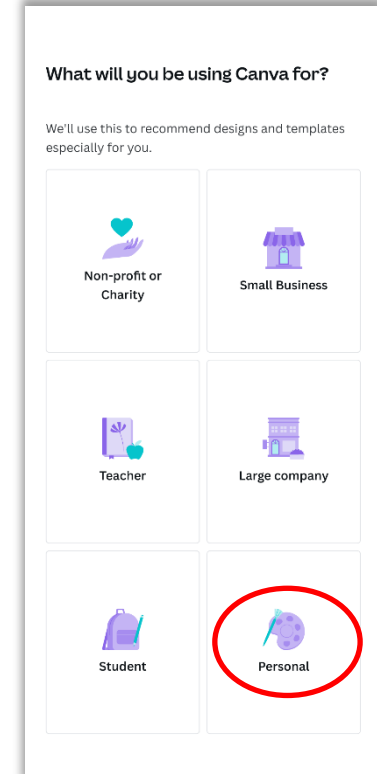 What will you be using Canva for?
We'll use this to recommend designs and templates
especially for you.
Non-profit or
Charity
Small Business
Teacher
Large company
Student
Personal